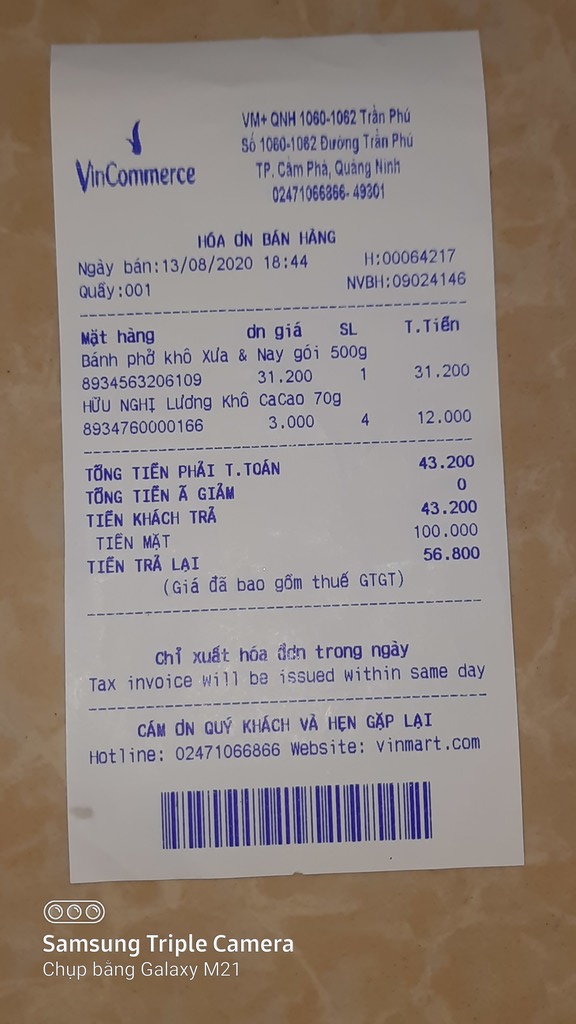 VinCommerce
VM+ QNH 1060-1062 Trần Phú
Số 1060-1062 Đường Trần Phú
TP. Cẩm Phả, Quảng Ninh
02471066866- 49301
HÓA ƠN BÁN HÀNG
Ngày bán:13/08/2020 18:44 H:00064217
Quầy:001 NVBH:09024146
Mặt hàng ơn giá SL T.Tiền
Bánh phở khô Xưa & Nay gói 500g
8934563206109 31.200 1 31.200
HỮU NGHỊ Lương Khô CaCao 70g
8934760000166 3.000 4 12.000
TỔNG TIỀN PHẢI T.TOÁN 43.200
TỔNG TIỀN Ã GIẢM 0
TIỀN KHÁCH TRẢ 43.200
TIỀN MẶT 100.000
TIỀN TRẢ LẠI 56.800
(Giá đã bao gồm thuế GTGT)
Chỉ xuất hóa đơn trong ngày
Tax invoice will be issued within same day
CÁM ƠN QUÝ KHÁCH VÀ HẸN GẶP LẠI
Hotline: 02471066866 Website: vinmart.com
Samsung Triple Camera
Chụp bằng Galaxy M21